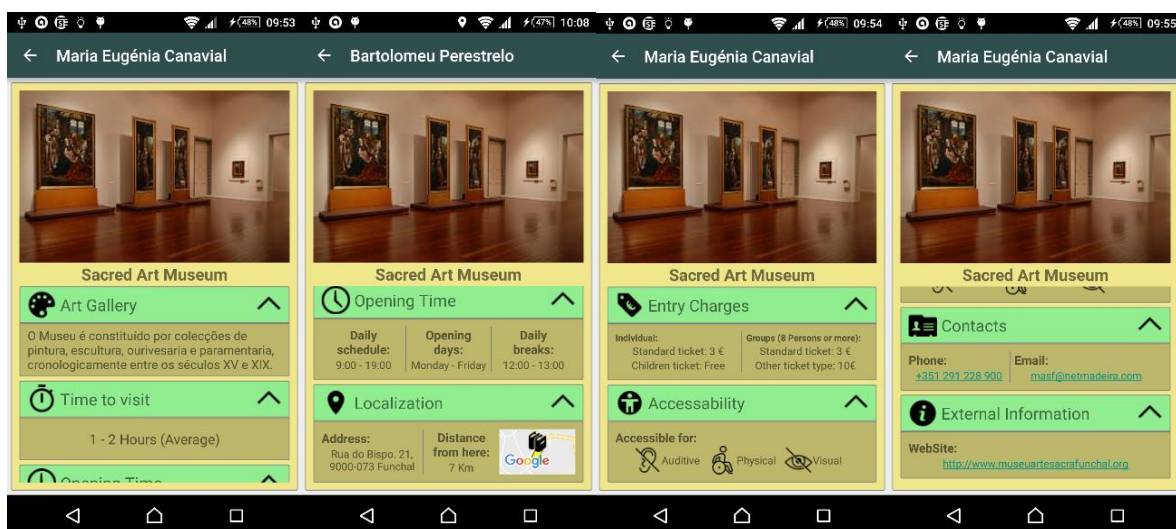 48% 09:53
Maria Eugénia Canavial
Sacred Art Museum
Art Gallery
O Museu é constituído por colecções de
pintura, escultura, ourivesaria e paramentaria,
cronologicamente entre os séculos XV e XIX.
Time to visit
1 - 2 Hours (Average)
Opening Time
47% 10:08
Bartolomeu Perestrelo
Sacred Art Museum
Opening Time
Daily
schedule:
9:00 - 19:00
Opening
days:
Monday - Friday
Daily
breaks:
12:00 - 13:00
Localization
Address:
Rua do Bispo. 21,
9000-073 Funchal
Distance
from here:
7 Km
Google
48% 09:54
Maria Eugénia Canavial
Sacred Art Museum
Entry Charges
Individual:
Standard ticket: 3 €
Children ticket: Free
Groups (8 Persons or more):
Standard ticket: 3 €
Other ticket type: 10€
Accessability
Accessible for:
Auditive Physical Visual
48% 09:55
Maria Eugénia Canavial
Sacred Art Museum
Contacts
Phone:
+351 291 228 900
Email:
masf@netmadeira.com
External Information
WebSite:
http://www.museuartesacrafunchal.org